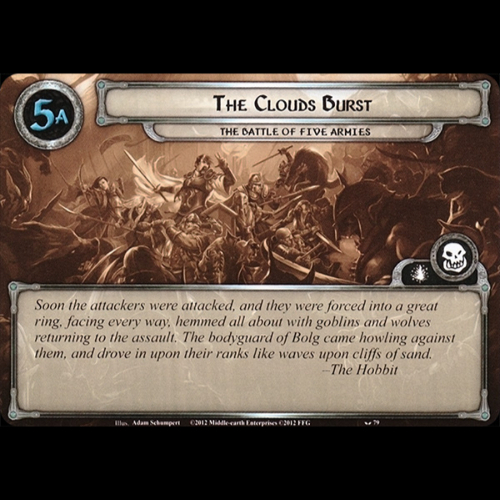 5A
The Clouds Burst
The Battle of Five Armies
Soon the attackers were attacked, and they were forced into a great
ring, facing every way, hemmed all about with goblins and wolves
returning to the assault. The bodyguard of Bolg came howling against
them, and drove in upon their ranks like waves upon cliffs of sand.
–The Hobbit
Illus. Adam Schumpert ©2012 Middle-earth Enterprises ©2012 FFG 79